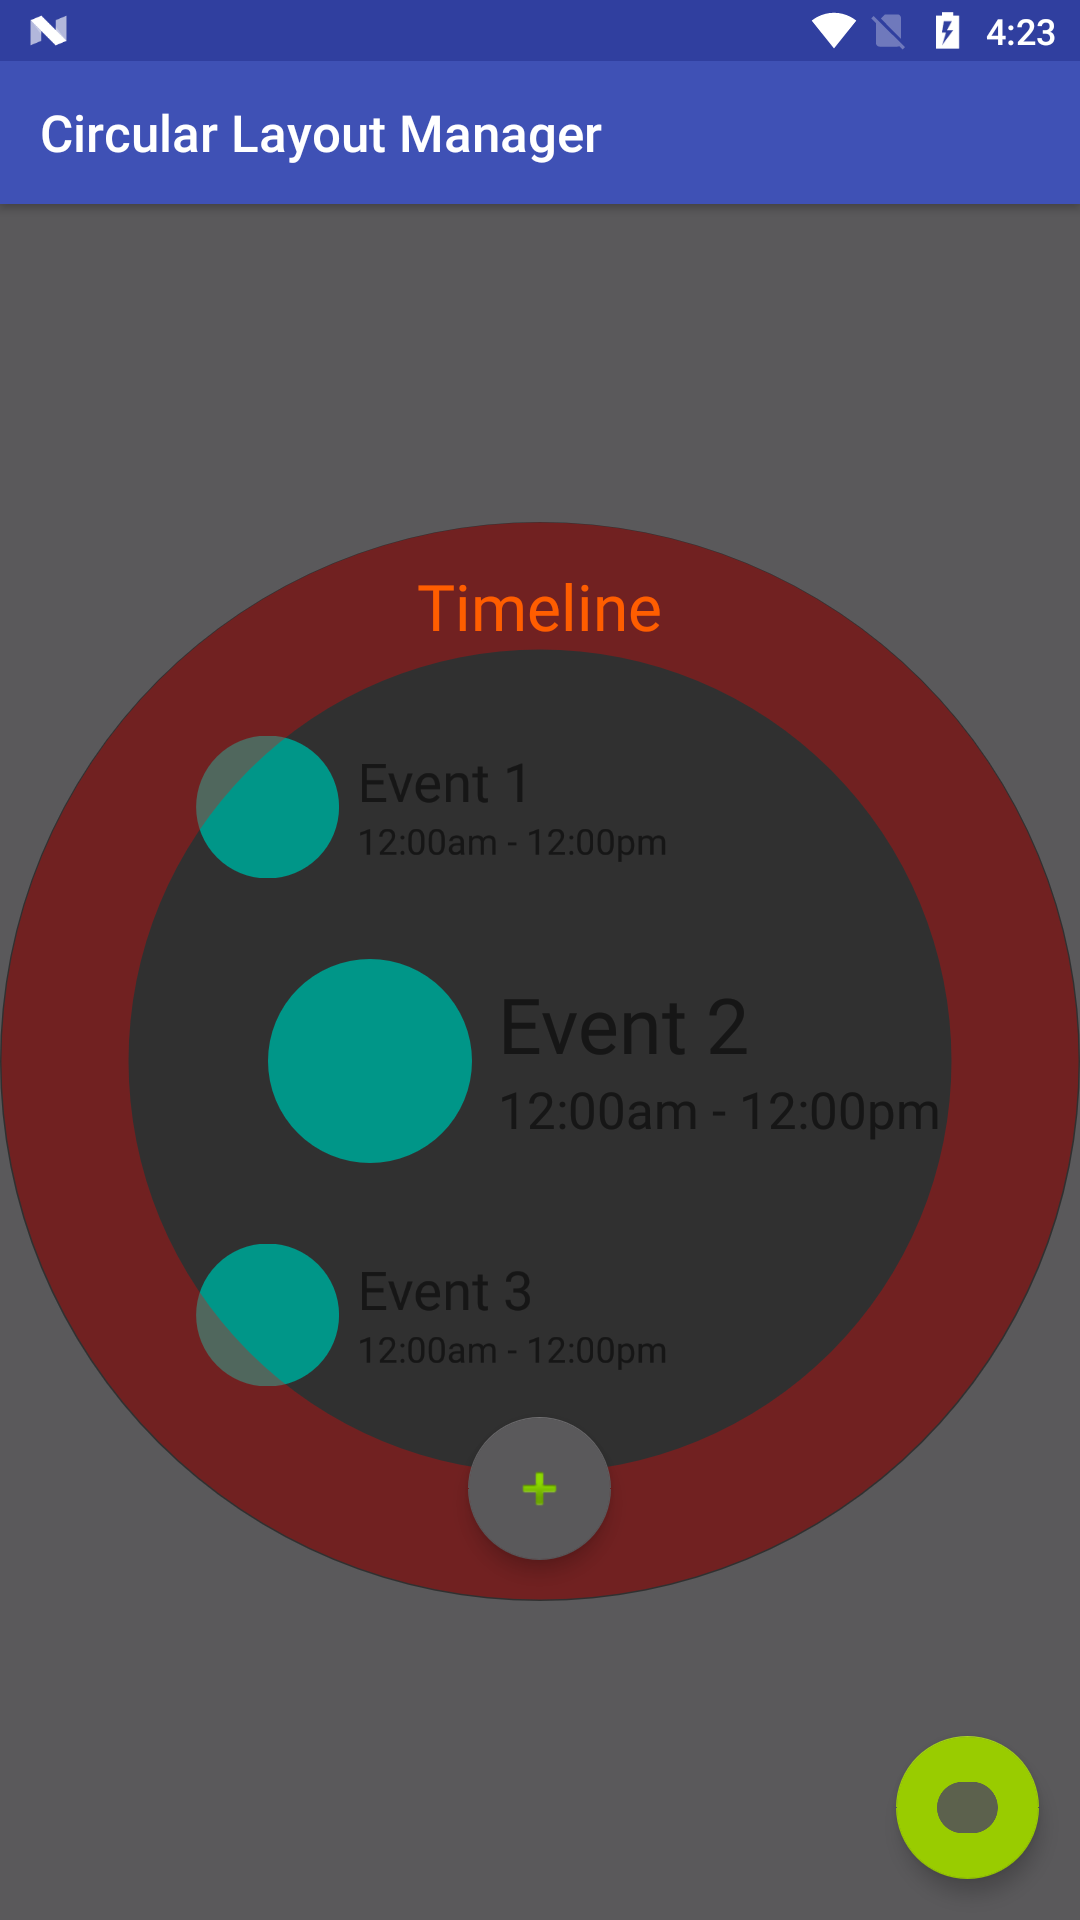 4:23
Circular Layout Manager
Timeline
Event 1
12:00am - 12:00pm
Event 2
12:00am - 12:00pm
Event 3
12:00am - 12:00pm